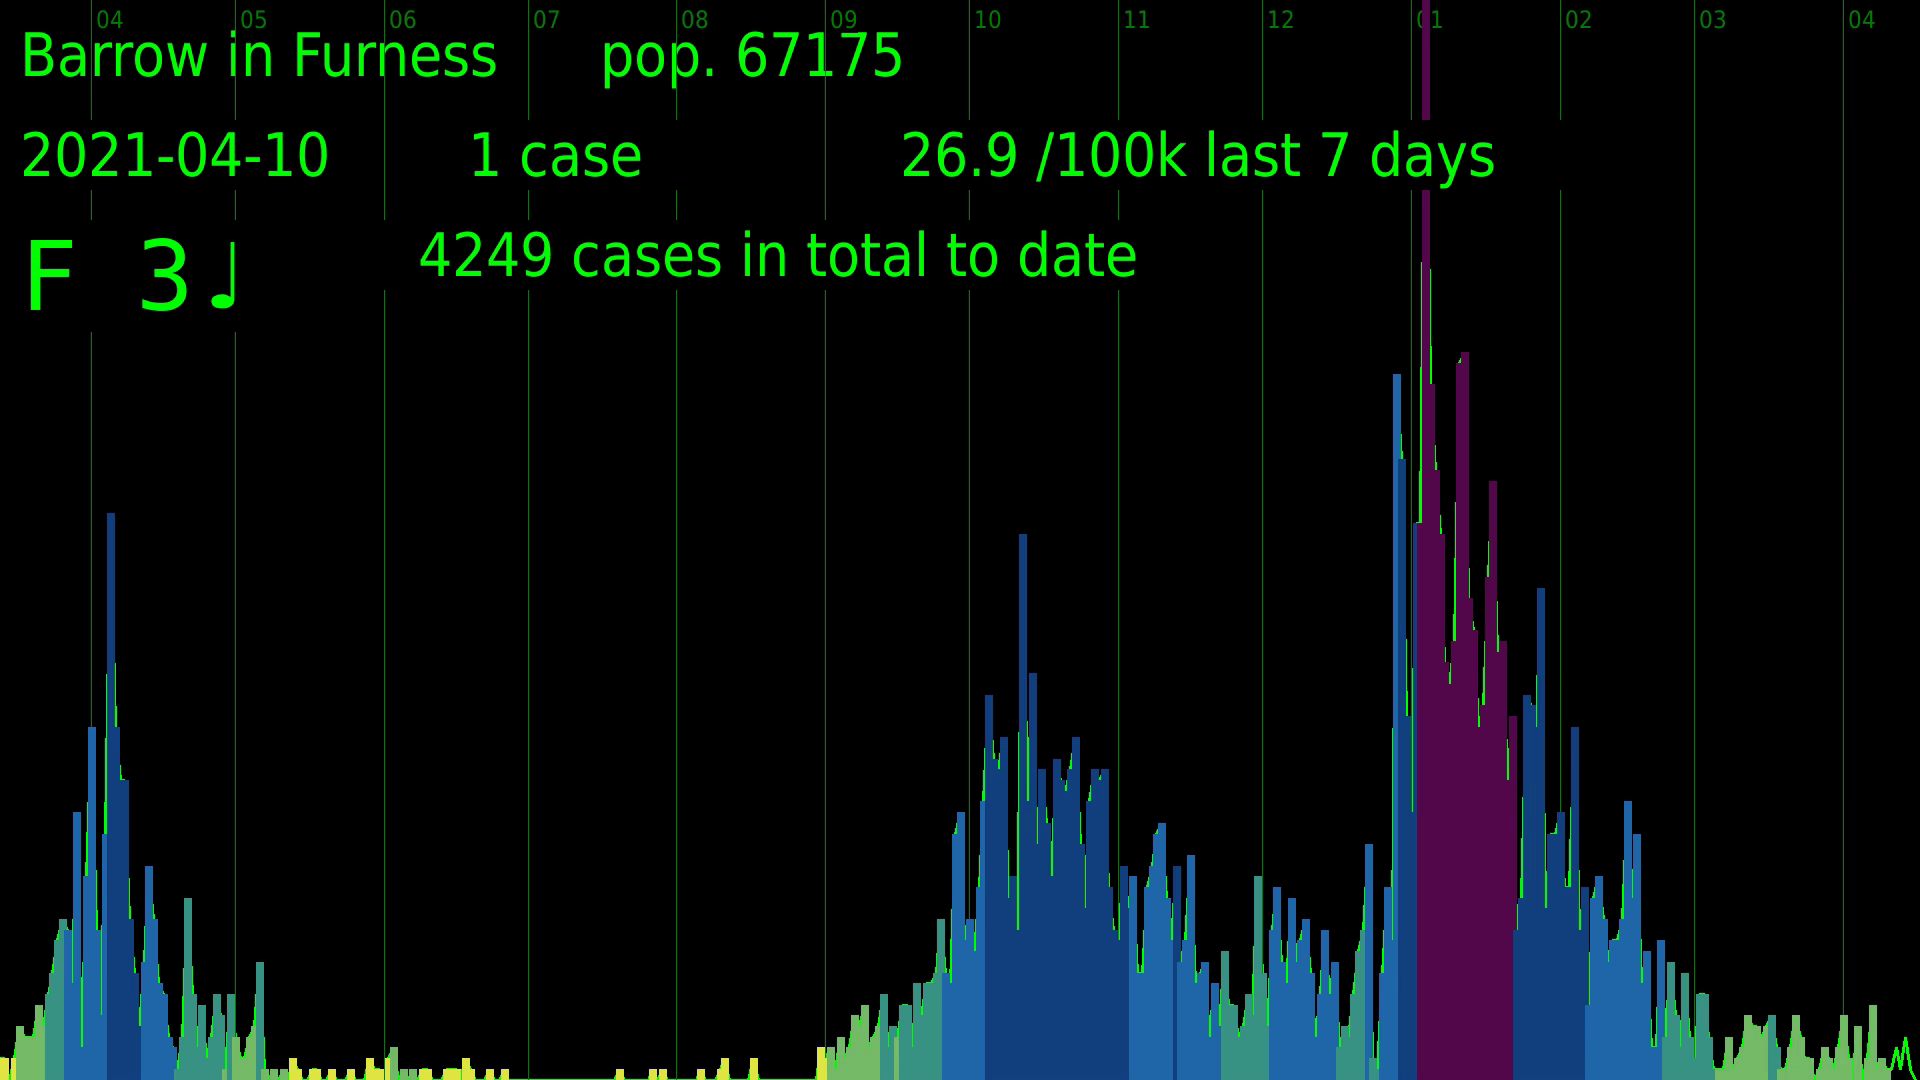 04 05 06 07 08 09 10 11 12 01 02 03 04
Barrow in Furness pop. 67175
2021-04-10 1 case 26.9 /100k last 7 days
F 3♩ 4249 cases in total to date